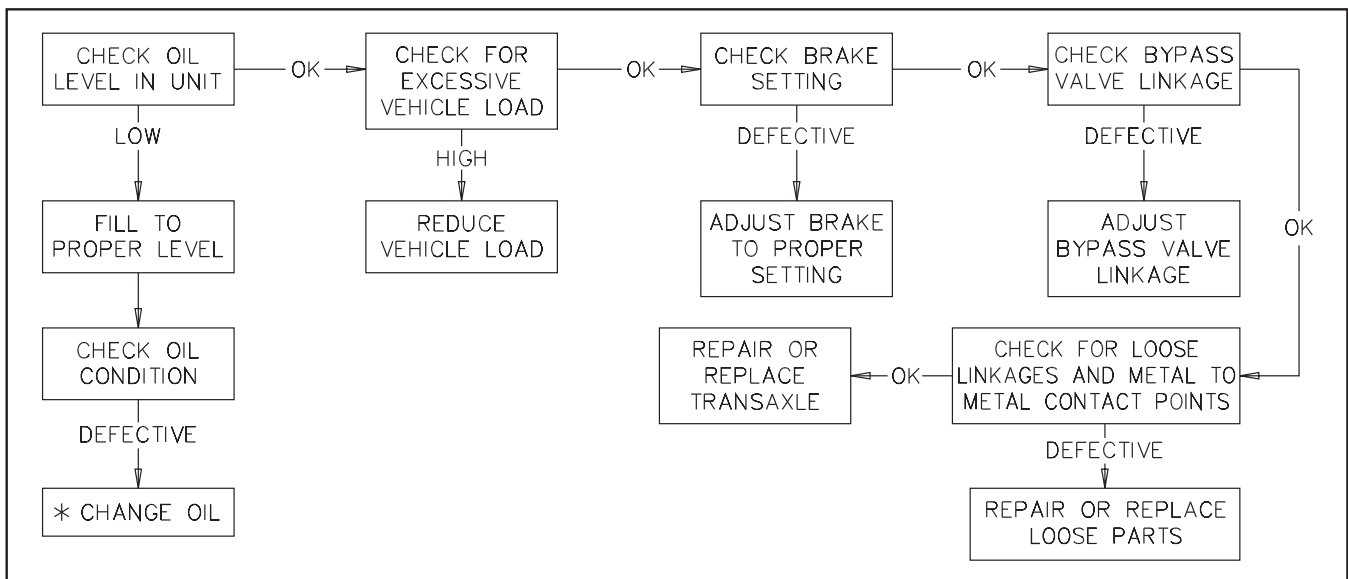 CHECK OIL
LEVEL IN UNIT
OK
CHECK FOR
EXCESSIVE
VEHICLE LOAD
OK
CHECK BRAKE
SETTING
OK
CHECK BYPASS
VALVE LINKAGE
LOW
HIGH
DEFECTIVE
DEFECTIVE
OK
FILL TO
PROPER LEVEL
REDUCE
VEHICLE LOAD
ADJUST BRAKE
TO PROPER
SETTING
ADJUST
BYPASS VALVE
LINKAGE
CHECK OIL
CONDITION
REPAIR OR
REPLACE
TRANSAXLE
OK
CHECK FOR LOOSE
LINKAGES AND METAL TO
METAL CONTACT POINTS
DEFECTIVE
DEFECTIVE
* CHANGE OIL
REPAIR OR REPLACE
LOOSE PARTS